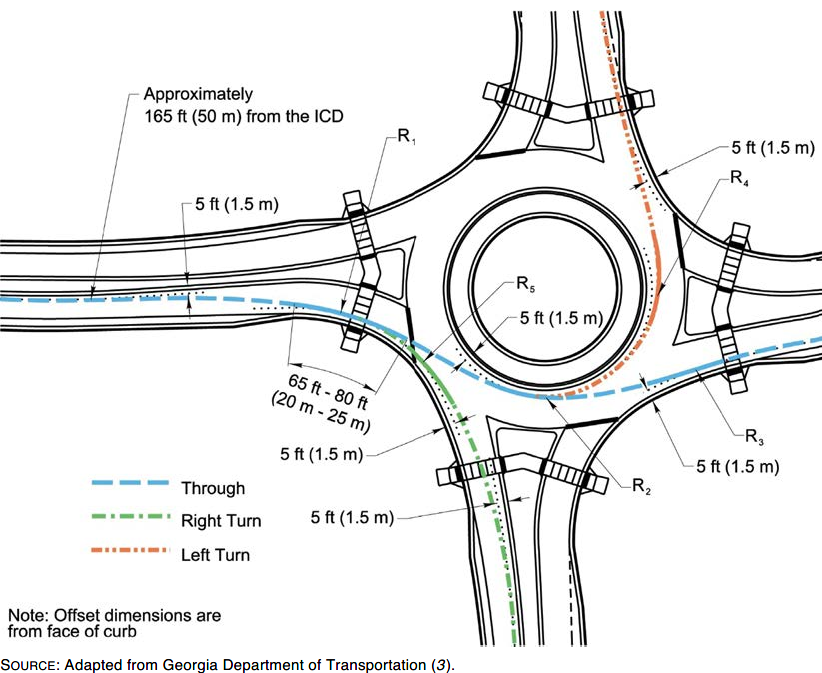 Approximately
165 ft (50 m) from the ICD
R1
5 ft (1.5 m)
R4
5 ft (1.5 m)
R5
5 ft (1.5 m)
65 ft - 80 ft
(20 m - 25 m)
R3
5 ft (1.5 m)
5 ft (1.5 m)
R2
Through
5 ft (1.5 m)
Right Turn
Left Turn
Note: Offset dimensions are
from face of curb
SOURCE: Adapted from Georgia Department of Transportation (3).